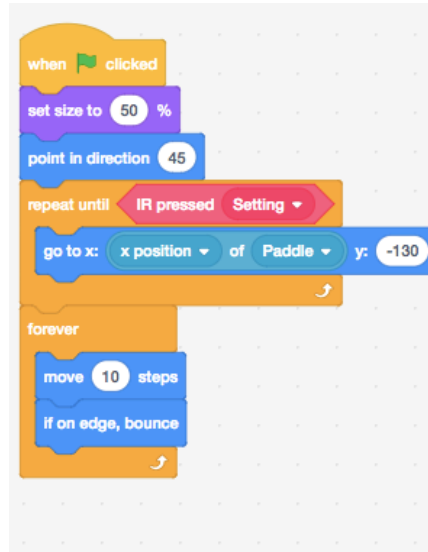 when clicked
set size to 50 %
point in direction 45
repeat until IR pressed Setting
go to x: x position of Paddle y: -130
forever
move 10 steps
if on edge, bounce